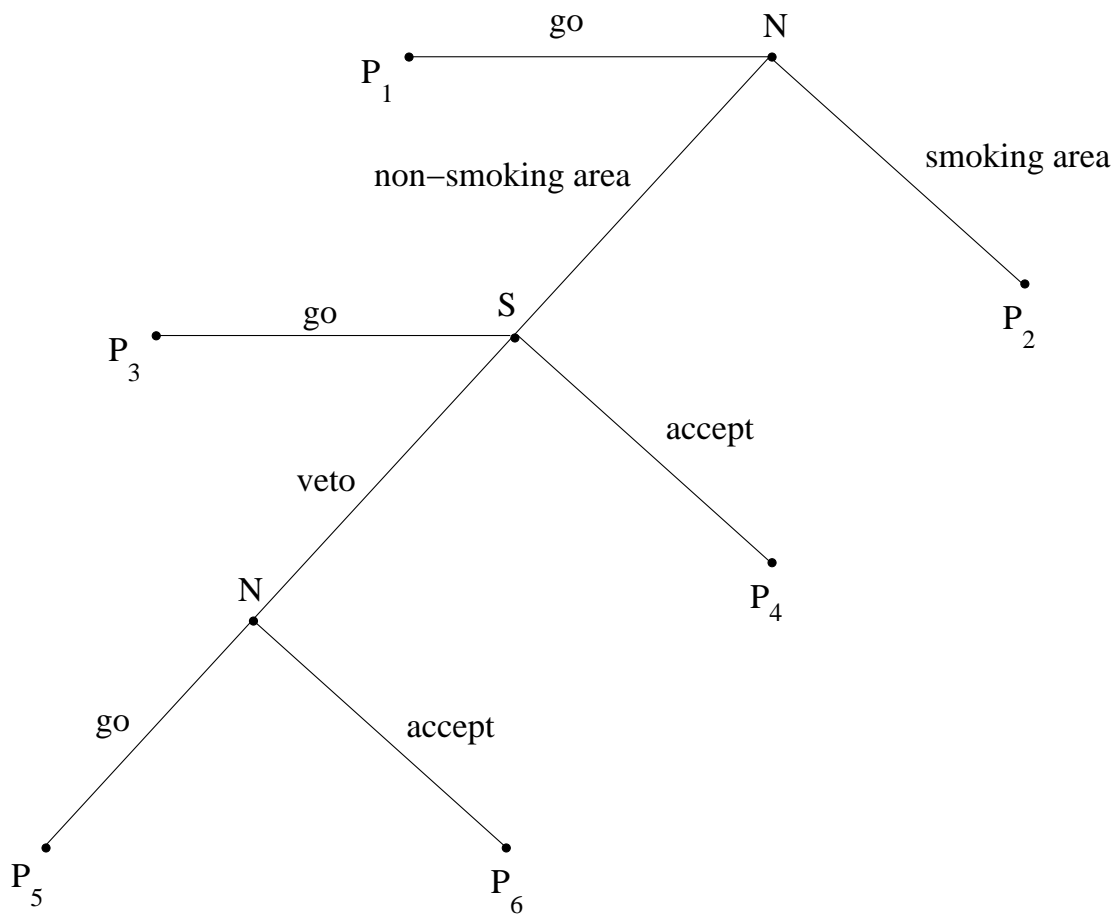 go
N
P1
smoking area
non−smoking area
S
go
P2
P3
accept
veto
N
P4
go
accept
P5
P6